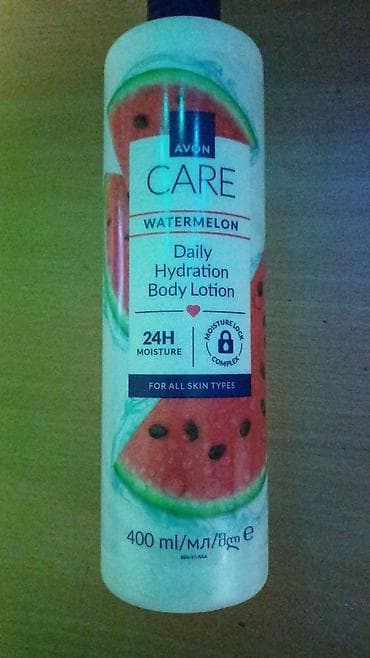 AVON
CARE
WATERMELON
Daily
Hydration
Body Lotion
24H
MOISTURE
MOISTURE LOCK
COMPLEX
FOR ALL SKIN TYPES
400 ml/мл/მლ e